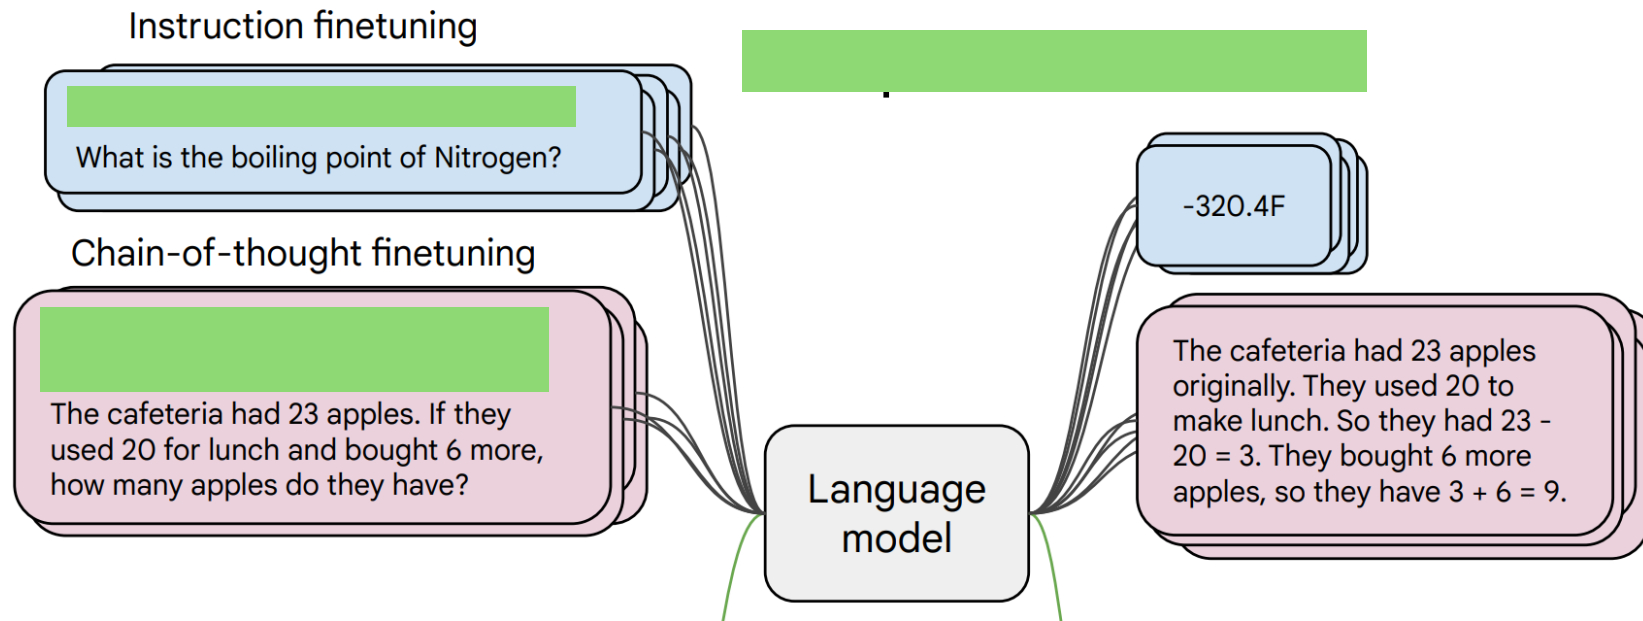 Instruction finetuning
What is the boiling point of Nitrogen?
Chain-of-thought finetuning
The cafeteria had 23 apples. If they
used 20 for lunch and bought 6 more,
how many apples do they have?
Language
model
-320.4F
The cafeteria had 23 apples
originally. They used 20 to
make lunch. So they had 23 -
20 = 3. They bought 6 more
apples, so they have 3 + 6 = 9.